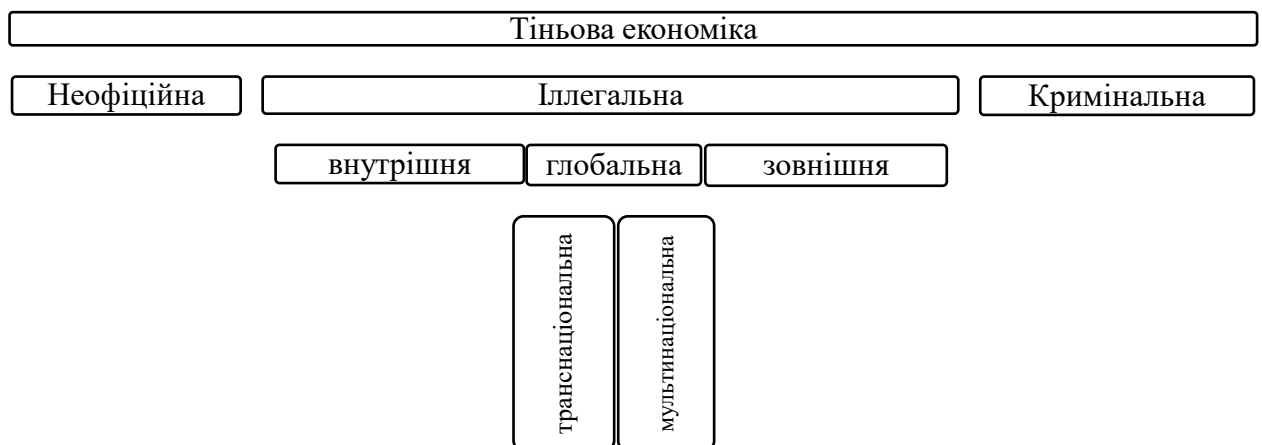 Тіньова економіка
Неофіційна
Іллегальна
Кримінальна
внутрішня
глобальна
зовнішня
транснаціональна
мультинаціональна